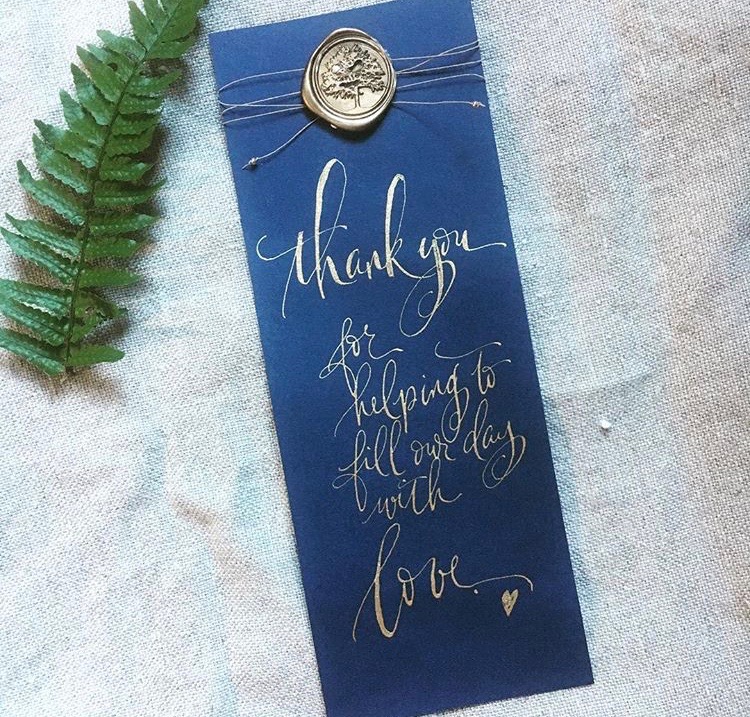 thank you
for
helping to
fill our day
with
love.